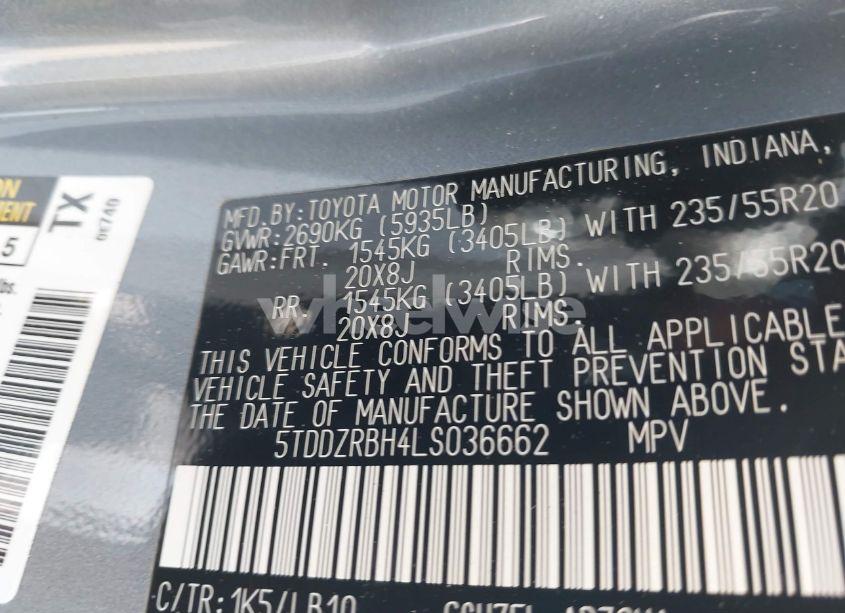 MFD.BY:TOYOTA MOTOR MANUFACTURING, INDIANA,
GVWR:2690KG (5935LB)
GAWR:FRT. 1545KG (3405LB) WITH 235/55R20
20X8J RIMS.
RR. 1545KG (3405LB) WITH 235/55R20
20X8J RIMS.
THIS VEHICLE CONFORMS TO ALL APPLICABLE
VEHICLE SAFETY AND THEFT PREVENTION STA
THE DATE OF MANUFACTURE SHOWN ABOVE.
5TDDZRBH4LS036662 MPV
C/TR:1K5/LB10
wheelwise
TX
5